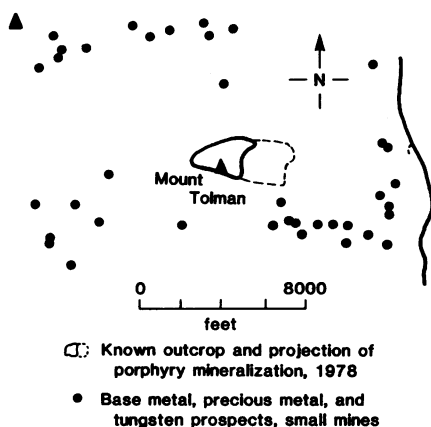 N
Mount
Tolman
0 8000
feet
Known outcrop and projection of
porphyry mineralization, 1978
Base metal, precious metal, and
tungsten prospects, small mines